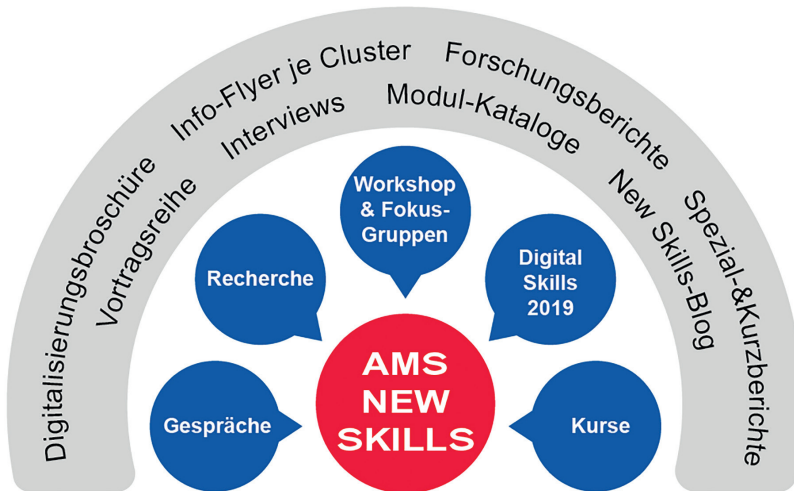 Digitalisierungsbroschüre
Info-Flyer je Cluster
Forschungsberichte
Spezial-&Kurzberichte
Vortragsreihe
Interviews
Modul-Kataloge
New Skills-Blog
Gespräche
Recherche
Workshop
& Fokus-
Gruppen
Digital
Skills
2019
Kurse
AMS
NEW
SKILLS